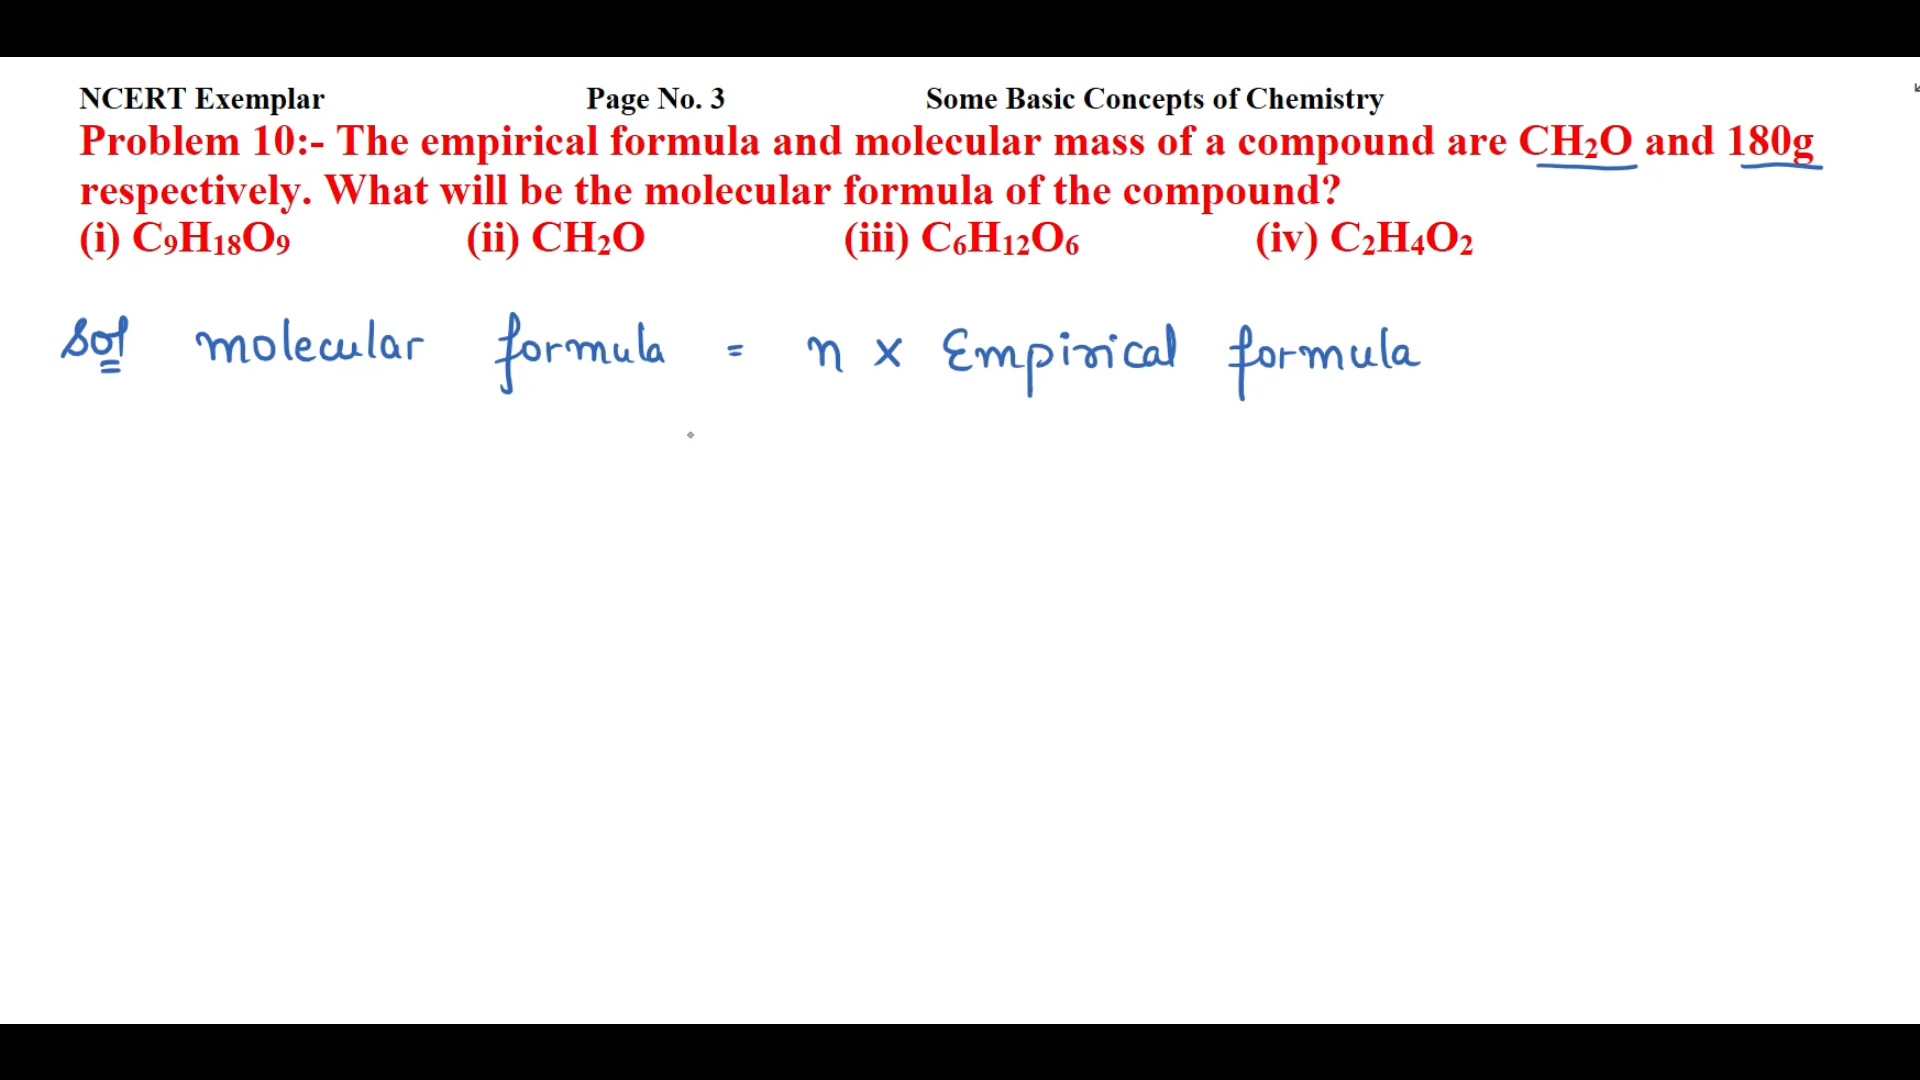 NCERT Exemplar Page No. 3 Some Basic Concepts of Chemistry
Problem 10:- The empirical formula and molecular mass of a compound are CH₂O and 180g
respectively. What will be the molecular formula of the compound?
(i) C₉H₁₈O₉ (ii) CH₂O (iii) C₆H₁₂O₆ (iv) C₂H₄O₂
Sol molecular formula = n x Empirical formula